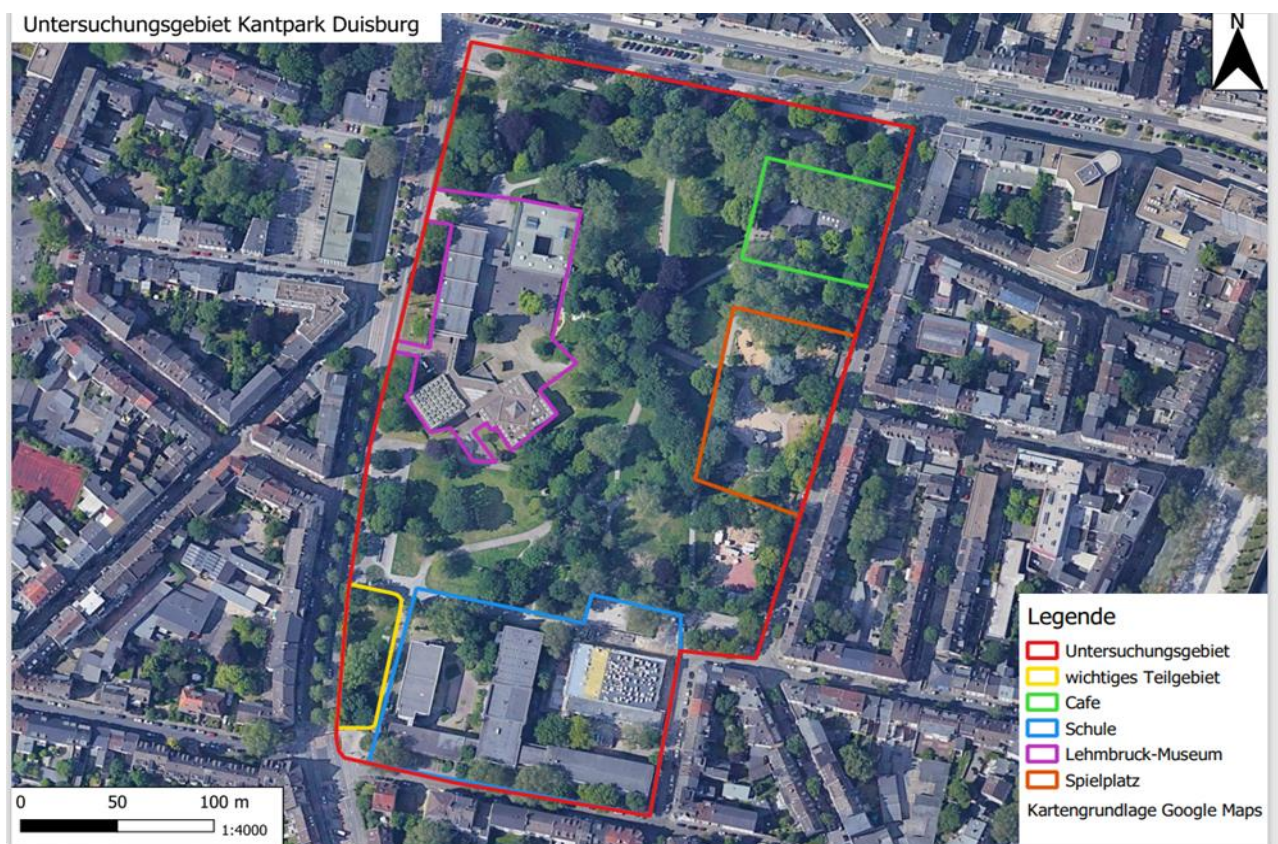 Untersuchungsgebiet Kantpark Duisburg
N
Legende
Untersuchungsgebiet
wichtiges Teilgebiet
Cafe
Schule
Lehmbruck-Museum
Spielplatz
Kartengrundlage Google Maps
0 50 100 m
1:4000